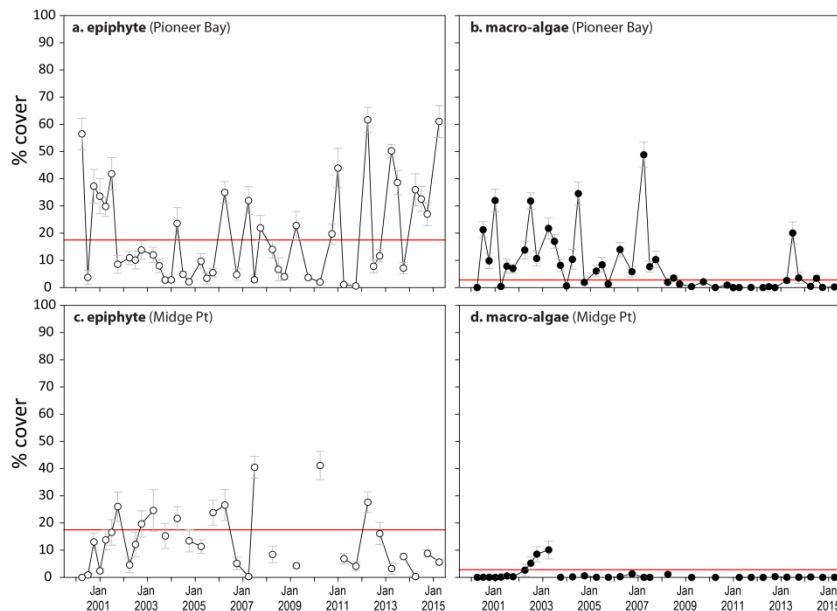 a. epiphyte (Pioneer Bay)
b. macro-algae (Pioneer Bay)
% cover
100
90
80
70
60
50
40
30
20
10
0
c. epiphyte (Midge Pt)
d. macro-algae (Midge Pt)
% cover
100
90
80
70
60
50
40
30
20
10
0
Jan 2001
Jan 2003
Jan 2005
Jan 2007
Jan 2009
Jan 2011
Jan 2013
Jan 2015
Jan 2001
Jan 2003
Jan 2005
Jan 2007
Jan 2009
Jan 2011
Jan 2013
Jan 2015